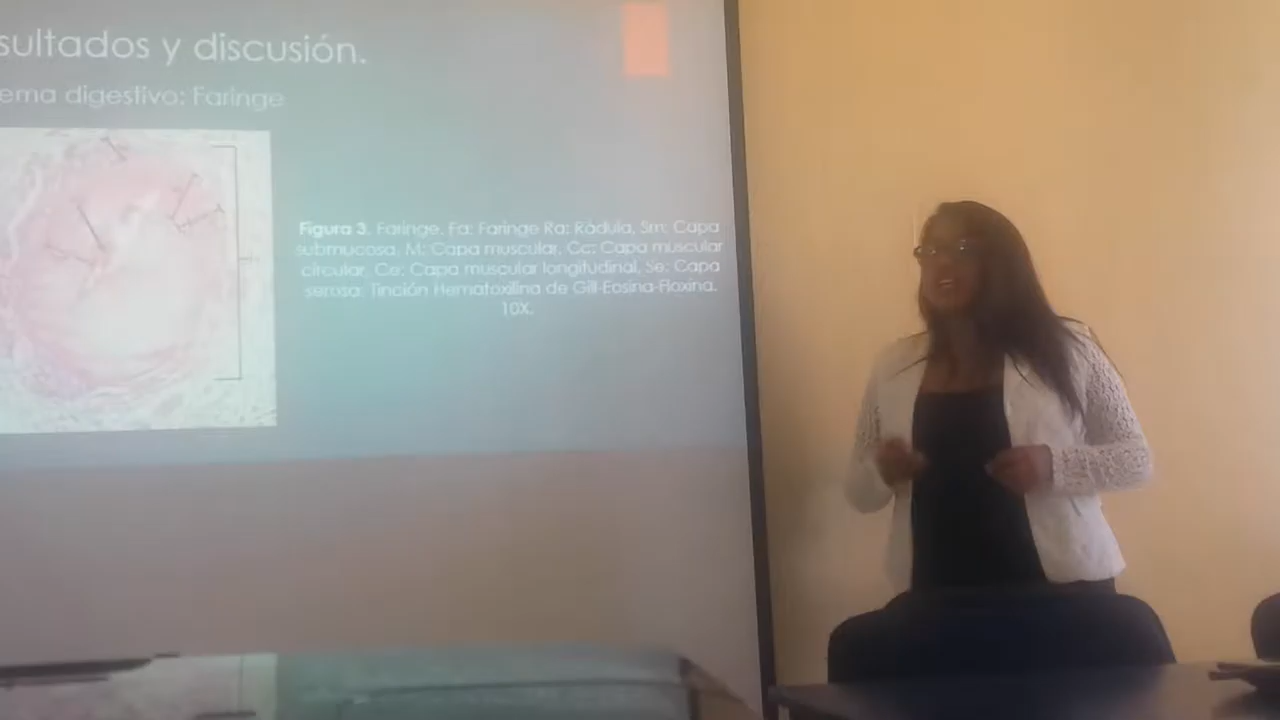 sultados y discusión.
ema digestivo: Faringe
Figura 3. Faringe. Fa: Faringe Ra: Rádula, Sm: Capa
submucosa, M: Capa muscular, Cc: Capa muscular
circular, Ce: Capa muscular longitudinal, Se: Capa
serosa: Tinción Hematoxilina de Gill-Eosina-Floxina.
10X.